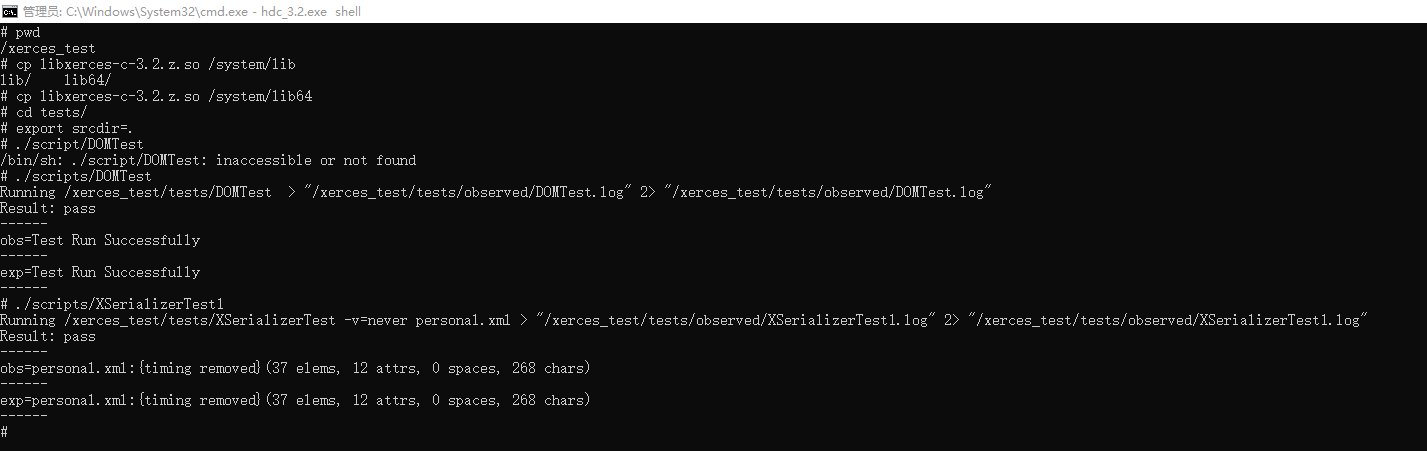 管理员: C:\Windows\System32\cmd.exe - hdc_3.2.exe  shell
# pwd
/xerces_test
# cp libxerces-c-3.2.z.so /system/lib
lib/    lib64/
# cp libxerces-c-3.2.z.so /system/lib64
# cd tests/
# export srcdir=.
# ./script/DOMTest
/bin/sh: ./script/DOMTest: inaccessible or not found
# ./scripts/DOMTest
Running /xerces_test/tests/DOMTest  > "/xerces_test/tests/observed/DOMTest.log" 2> "/xerces_test/tests/observed/DOMTest.log"
Result: pass
------
obs=Test Run Successfully
------
exp=Test Run Successfully
------
# ./scripts/XSerializerTest1
Running /xerces_test/tests/XSerializerTest -v=never personal.xml > "/xerces_test/tests/observed/XSerializerTest1.log" 2> "/xerces_test/tests/observed/XSerializerTest1.log"
Result: pass
------
obs=personal.xml:{timing removed}(37 elems, 12 attrs, 0 spaces, 268 chars)
------
exp=personal.xml:{timing removed}(37 elems, 12 attrs, 0 spaces, 268 chars)
------
#